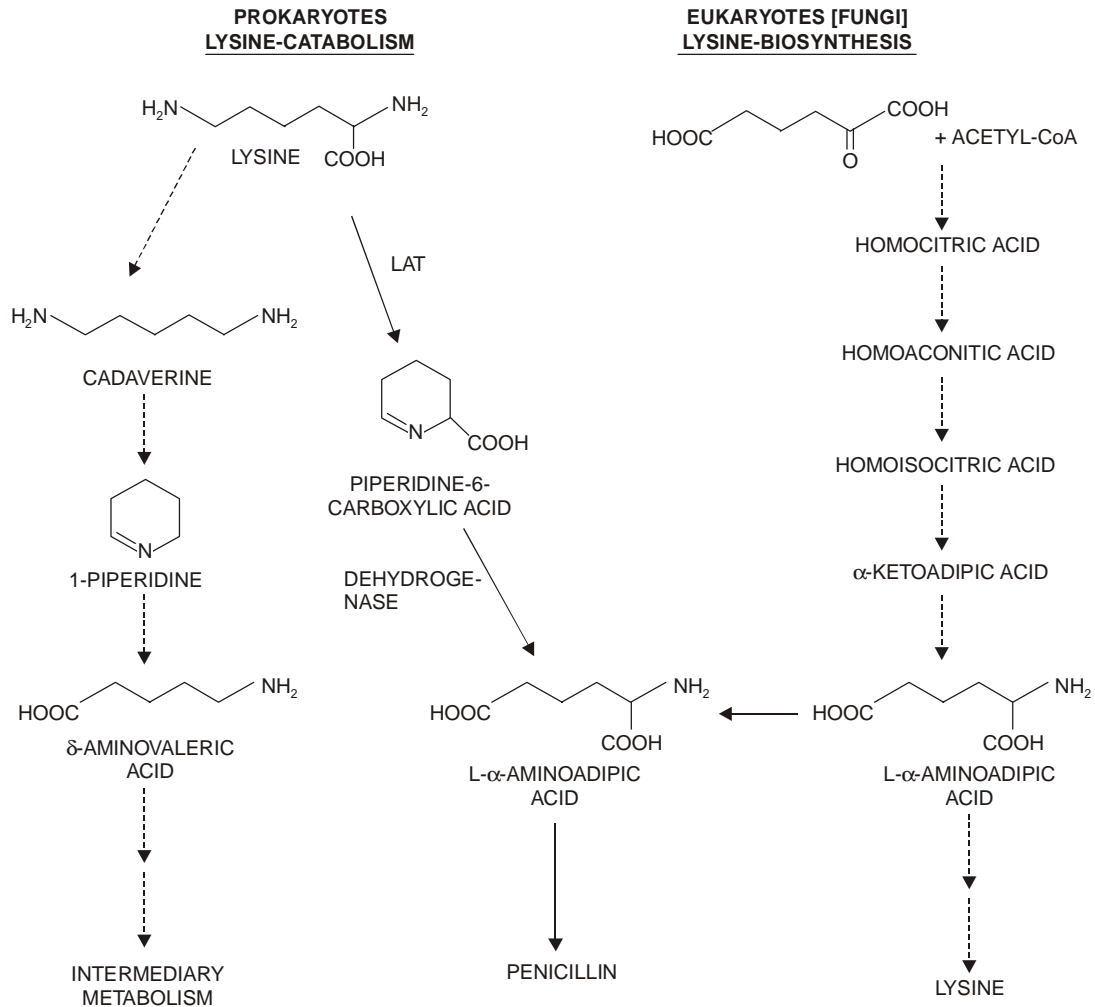 PROKARYOTES
LYSINE-CATABOLISM
EUKARYOTES [FUNGI]
LYSINE-BIOSYNTHESIS
H₂N
NH₂
COOH
LYSINE
HOOC
COOH
O
+ ACETYL-CoA
LAT
HOMOCITRIC ACID
H₂N
NH₂
CADAVERINE
HOMOACONITIC ACID
N
COOH
PIPERIDINE-6-
CARBOXYLIC ACID
HOMOISOCITRIC ACID
N
1-PIPERIDINE
DEHYDROGE-
NASE
α-KETOADIPIC ACID
HOOC
NH₂
δ-AMINOVALERIC
ACID
HOOC
NH₂
COOH
L-α-AMINOADIPIC
ACID
HOOC
NH₂
COOH
L-α-AMINOADIPIC
ACID
INTERMEDIARY
METABOLISM
PENICILLIN
LYSINE